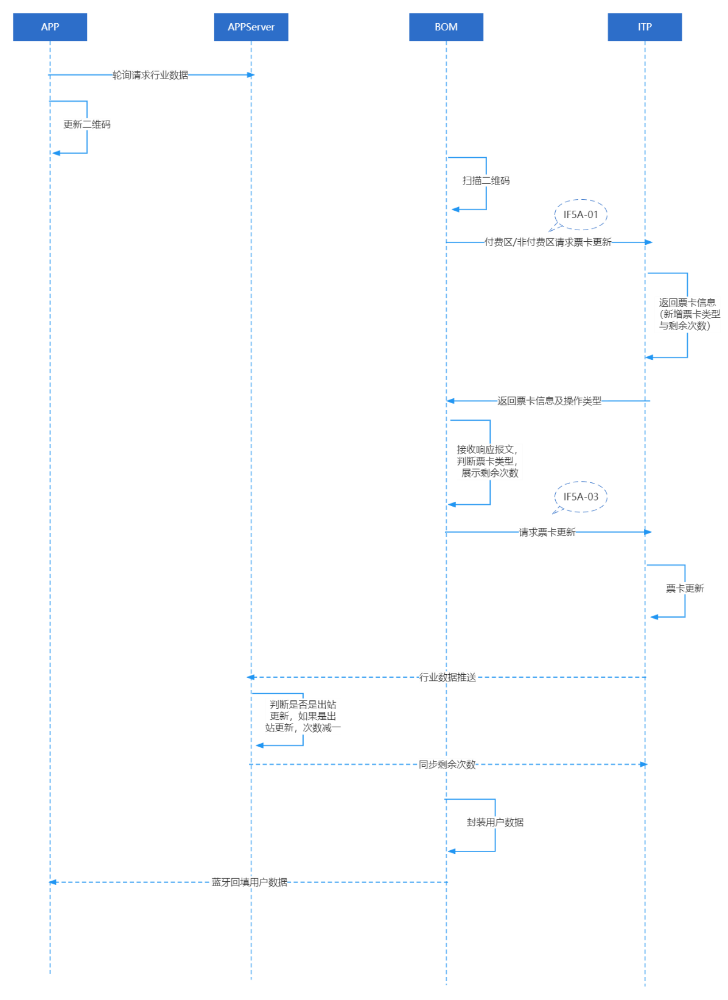 APP
APPServer
BOM
ITP
轮询请求行业数据
更新二维码
扫描二维码
IF5A-01
付费区/非付费区请求票卡更新
返回票卡信息
（新增票卡类型
与剩余次数）
返回票卡信息及操作类型
接收响应报文，
判断票卡类型，
展示剩余次数
IF5A-03
请求票卡更新
票卡更新
行业数据推送
判断是否是出站
更新，如果是出
站更新，次数减一
同步剩余次数
封装用户数据
蓝牙回填用户数据